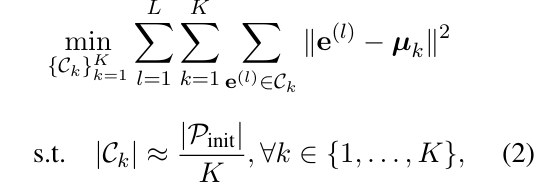 \min_{\{\mathcal{C}_k\}_{k=1}^{K}} \sum_{l=1}^{L} \sum_{k=1}^{K} \sum_{\mathbf{e}^{(l)} \in \mathcal{C}_k} \|\mathbf{e}^{(l)} - \boldsymbol{\mu}_k\|^2
s.t. |\mathcal{C}_k| \approx \frac{|\mathcal{P}_{\text{init}}|}{K}, \forall k \in \{1, \ldots, K\}, (2)